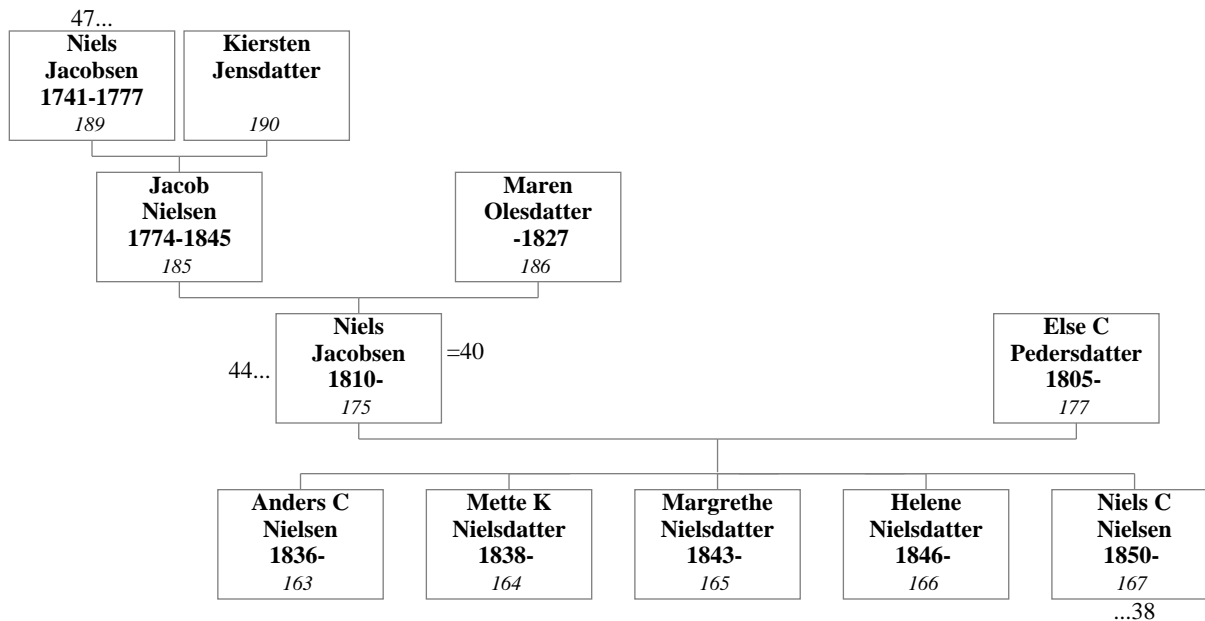 47...
Niels
Jacobsen
1741-1777
189
Kiersten
Jensdatter
190
Jacob
Nielsen
1774-1845
185
Maren
Olesdatter
-1827
186
44...
Niels
Jacobsen
1810-
175
=40
Else C
Pedersdatter
1805-
177
Anders C
Nielsen
1836-
163
Mette K
Nielsdatter
1838-
164
Margrethe
Nielsdatter
1843-
165
Helene
Nielsdatter
1846-
166
Niels C
Nielsen
1850-
167
...38